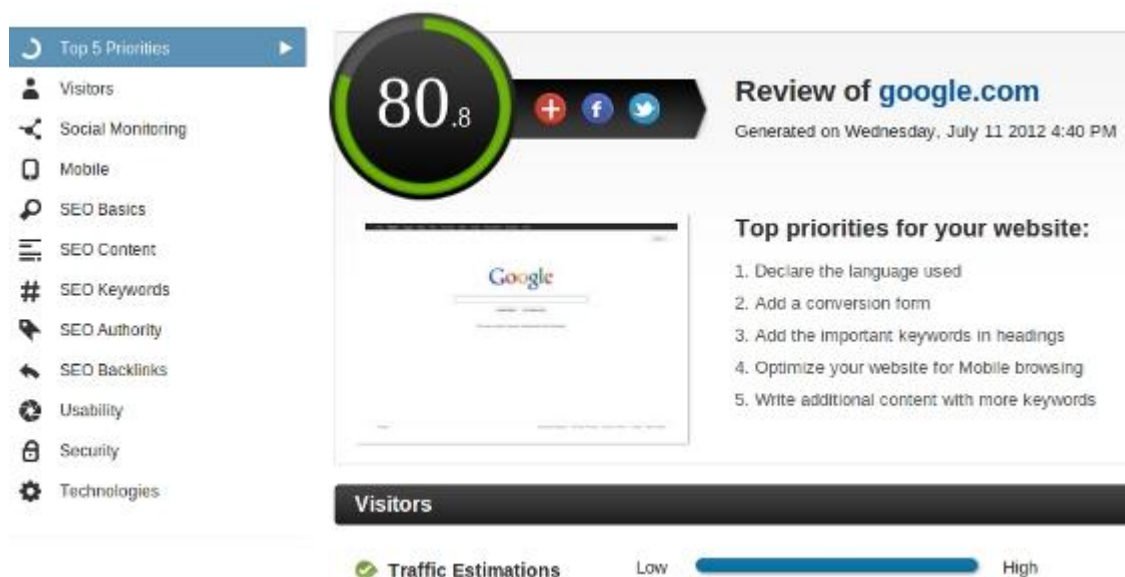 Top 5 Priorities
Visitors
Social Monitoring
Mobile
SEO Basics
SEO Content
SEO Keywords
SEO Authority
SEO Backlinks
Usability
Security
Technologies
80.8
Review of google.com
Generated on Wednesday, July 11 2012 4:40 PM
Google
Top priorities for your website:
1. Declare the language used
2. Add a conversion form
3. Add the important keywords in headings
4. Optimize your website for Mobile browsing
5. Write additional content with more keywords
Visitors
Traffic Estimations Low High